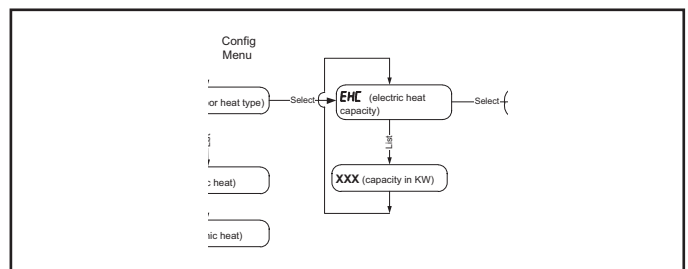 Config
Menu
or heat type)
Select
EHC (electric heat
capacity)
Select
List
XXX (capacity in KW)
c heat)
ic heat)